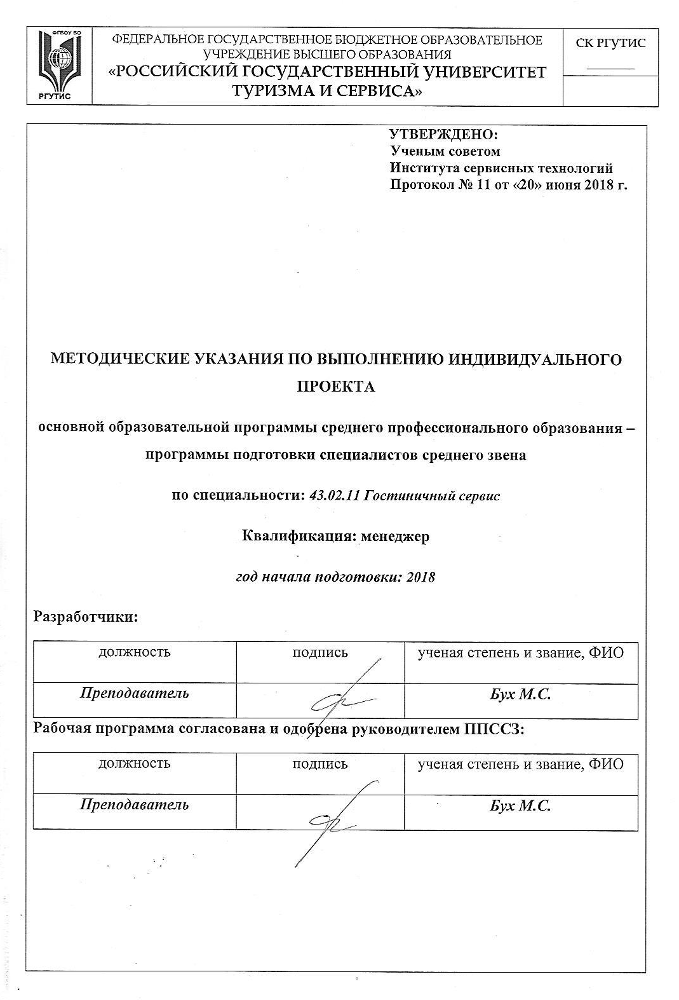 ФГБОУ ВО
РГУТИС
ФЕДЕРАЛЬНОЕ ГОСУДАРСТВЕННОЕ БЮДЖЕТНОЕ ОБРАЗОВАТЕЛЬНОЕ
УЧРЕЖДЕНИЕ ВЫСШЕГО ОБРАЗОВАНИЯ
«РОССИЙСКИЙ ГОСУДАРСТВЕННЫЙ УНИВЕРСИТЕТ
ТУРИЗМА И СЕРВИСА»
СК РГУТИС
УТВЕРЖДЕНО:
Ученым советом
Института сервисных технологий
Протокол № 11 от «20» июня 2018 г.
МЕТОДИЧЕСКИЕ УКАЗАНИЯ ПО ВЫПОЛНЕНИЮ ИНДИВИДУАЛЬНОГО
ПРОЕКТА
основной образовательной программы среднего профессионального образования –
программы подготовки специалистов среднего звена
по специальности: 43.02.11 Гостиничный сервис
Квалификация: менеджер
год начала подготовки: 2018
Разработчики:
должность подпись ученая степень и звание, ФИО
Преподаватель Бух М.С.
Рабочая программа согласована и одобрена руководителем ППССЗ:
должность подпись ученая степень и звание, ФИО
Преподаватель Бух М.С.